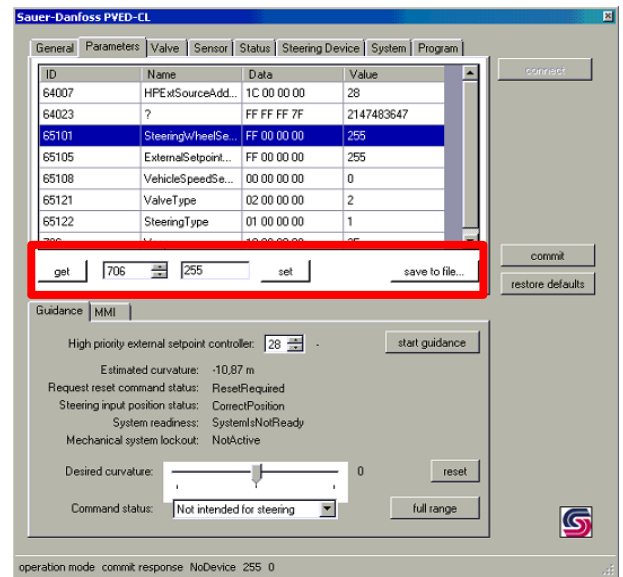 Sauer-Danfoss PVED-CL
General Parameters Valve Sensor Status Steering Device System Program
connect
ID Name Data Value
64007 HPExtSourceAdd... 1C 00 00 00 28
64023 ? FF FF FF 7F 2147483647
65101 SteeringWheelSe... FF 00 00 00 255
65105 ExternalSetpoint... FF 00 00 00 255
65108 VehicleSpeedSe... 00 00 00 00 0
65121 ValveType 02 00 00 00 2
65122 SteeringType 01 00 00 00 1
get 706 255 set save to file...
commit
restore defaults
Guidance MMI
High priority external setpoint controller: 28 - start guidance
Estimated curvature: -10,87 m
Request reset command status: ResetRequired
Steering input position status: CorrectPosition
System readiness: SystemIsNotReady
Mechanical system lockout: NotActive
Desired curvature: 0 reset
Command status: Not intended for steering full range
operation mode commit response NoDevice 255 0